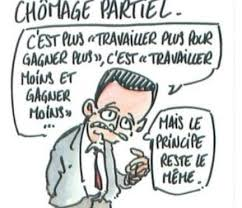 CHÔMAGE PARTIEL.
C'EST PLUS «TRAVAILLER PLUS POUR
GAGNER PLUS», C'EST «TRAVAILLER
MOINS ET
GAGNER
MOINS»...
MAIS LE
PRINCIPE
RESTE LE
MÊME.